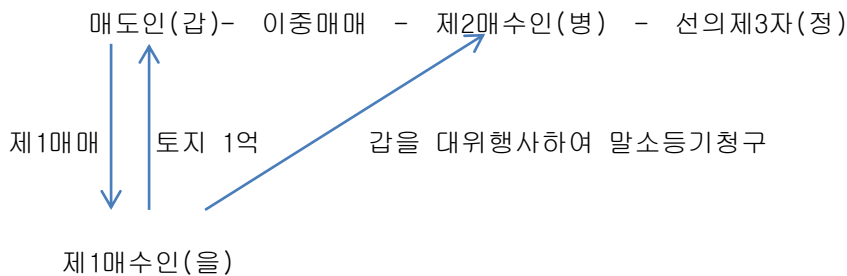 매도인(갑)- 이중매매 - 제2매수인(병) - 선의제3자(정)
제1매매 토지 1억 갑을 대위행사하여 말소등기청구
제1매수인(을)